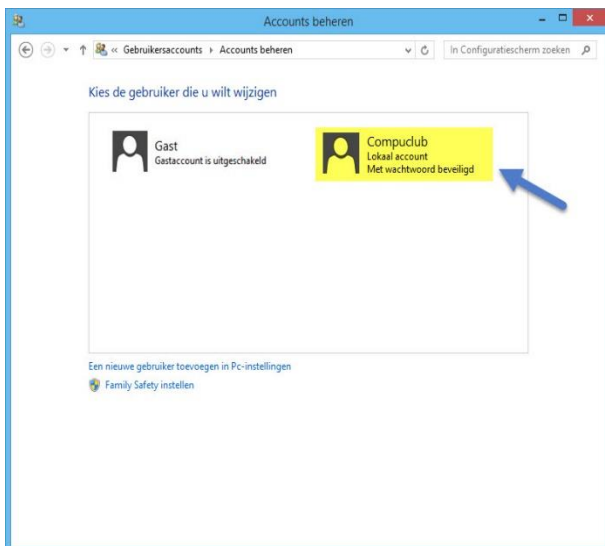 Accounts beheren
« Gebruikersaccounts ▸ Accounts beheren
In Configuratiescherm zoeken
Kies de gebruiker die u wilt wijzigen
Gast
Gastaccount is uitgeschakeld
Compuclub
Lokaal account
Met wachtwoord beveiligd
Een nieuwe gebruiker toevoegen in Pc-instellingen
Family Safety instellen